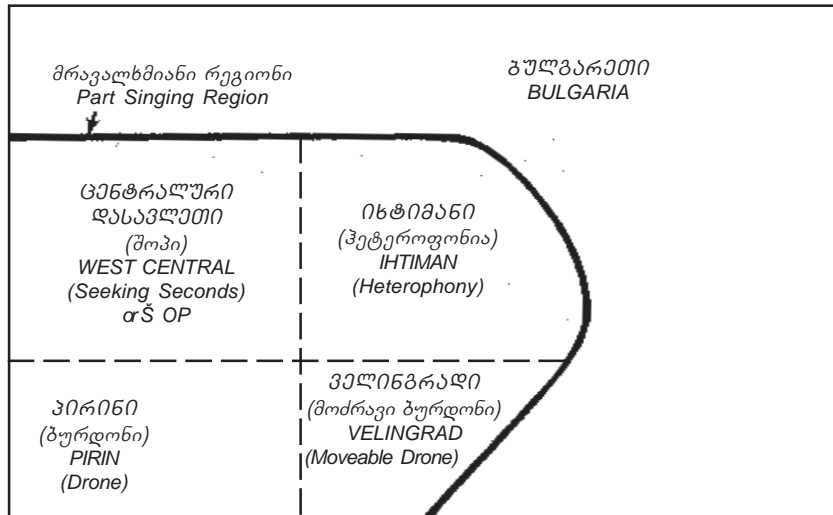 მრავალხმიანი რეგიონი
Part Singing Region
ბულგარეთი
BULGARIA
ცენტრალური
დასავლეთი
(შოპი)
WEST CENTRAL
(Seeking Seconds)
or Š OP
იხტიმანი
(ჰეტეროფონია)
IHTIMAN
(Heterophony)
პირინი
(ბურდონი)
PIRIN
(Drone)
ველინგრადი
(მოძრავი ბურდონი)
VELINGRAD
(Moveable Drone)